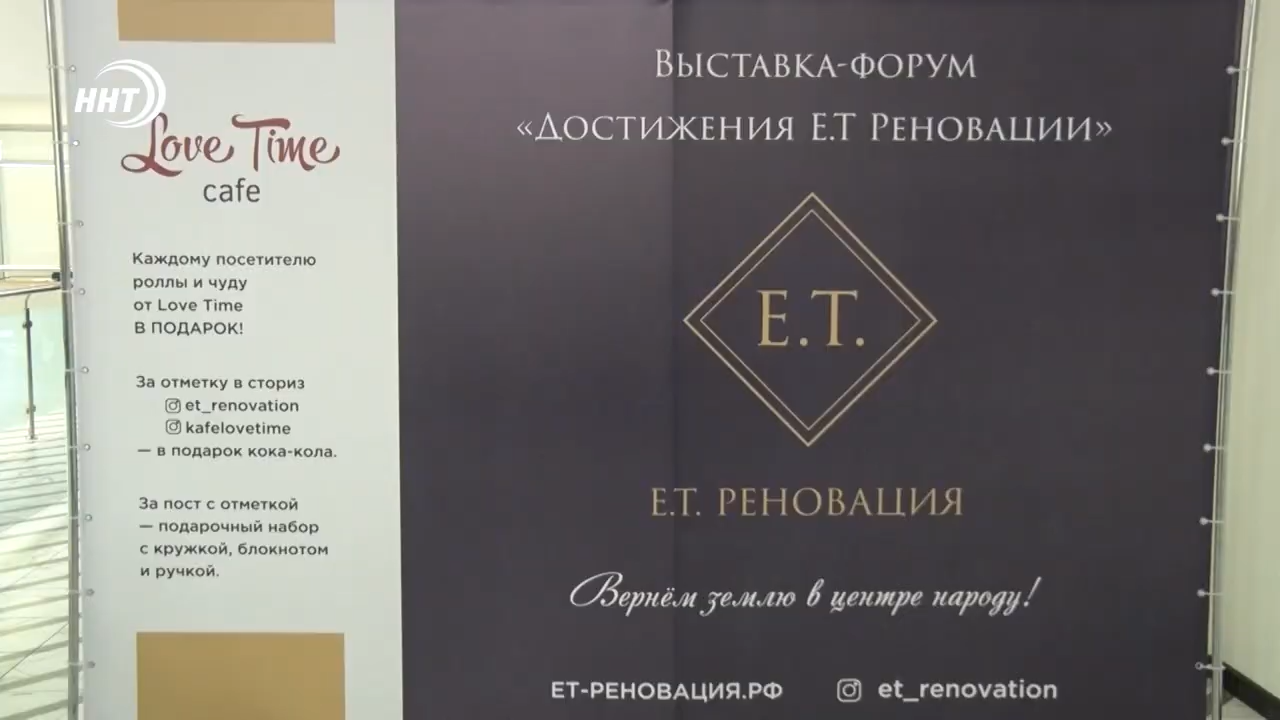 ННТ
Love Time
cafe
Каждому посетителю
роллы и чуду
от Love Time
В ПОДАРОК!
За отметку в сториз
et_renovation
kafelovetime
— в подарок кока-кола.
За пост с отметкой
— подарочный набор
с кружкой, блокнотом
и ручкой.
Выставка-форум
«Достижения Е.Т Реновации»
Е.Т.
Е.Т. РЕНОВАЦИЯ
Вернём землю в центре народу!
ЕТ-РЕНОВАЦИЯ.РФ
et_renovation